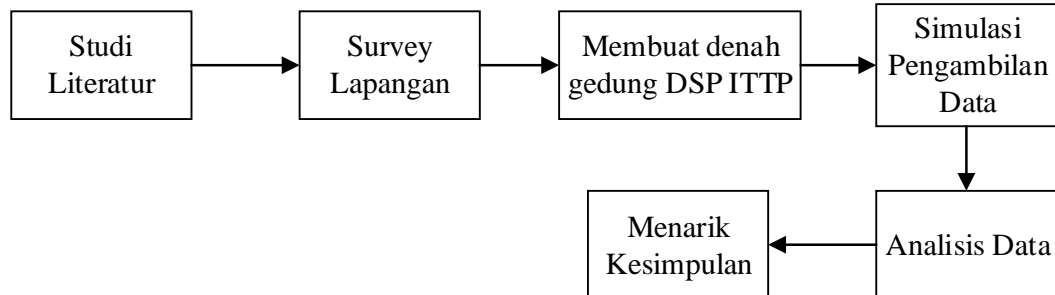 Studi
Literatur
Survey
Lapangan
Membuat denah
gedung DSP ITTP
Simulasi
Pengambilan
Data
Analisis Data
Menarik
Kesimpulan